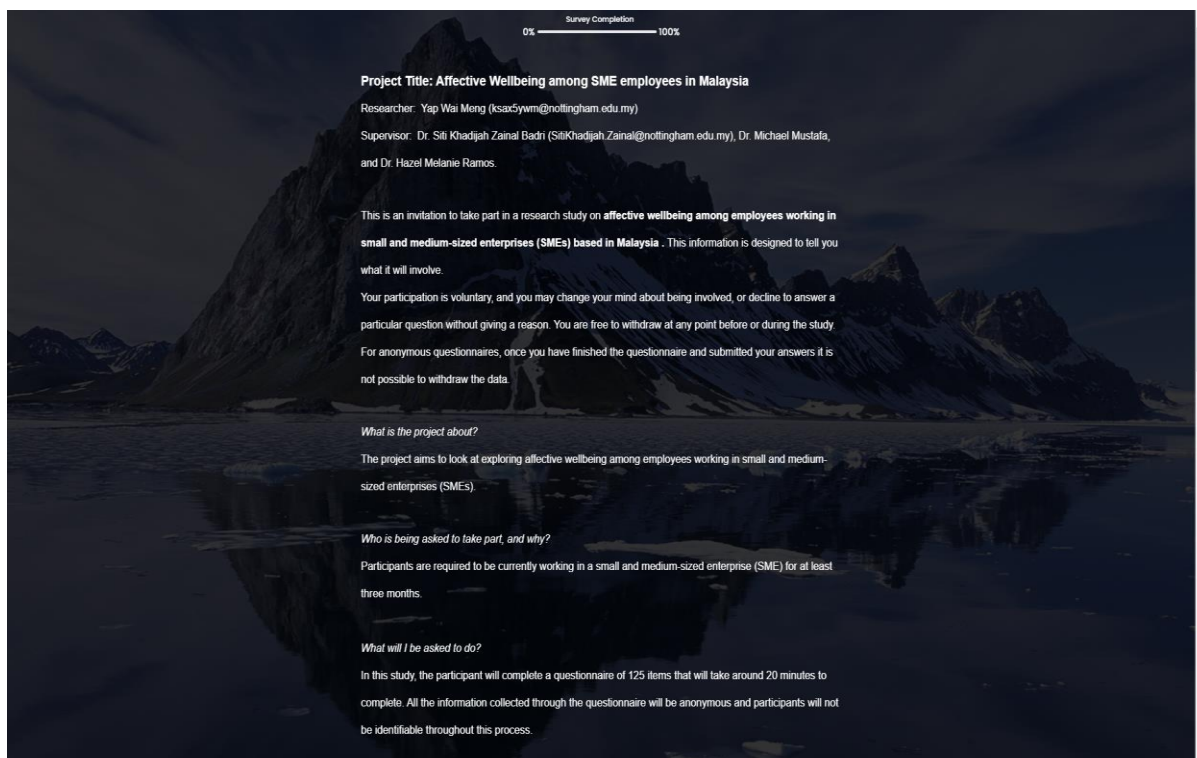 Survey Completion
0% 100%
Project Title: Affective Wellbeing among SME employees in Malaysia
Researcher: Yap Wai Meng (ksax5ywm@nottingham.edu.my)
Supervisor: Dr. Siti Khadijah Zainal Badri (SitiKhadijah.Zainal@nottingham.edu.my), Dr. Michael Mustafa,
and Dr. Hazel Melanie Ramos.
This is an invitation to take part in a research study on affective wellbeing among employees working in
small and medium-sized enterprises (SMEs) based in Malaysia . This information is designed to tell you
what it will involve.
Your participation is voluntary, and you may change your mind about being involved, or decline to answer a
particular question without giving a reason. You are free to withdraw at any point before or during the study.
For anonymous questionnaires, once you have finished the questionnaire and submitted your answers it is
not possible to withdraw the data.
What is the project about?
The project aims to look at exploring affective wellbeing among employees working in small and medium-
sized enterprises (SMEs).
Who is being asked to take part, and why?
Participants are required to be currently working in a small and medium-sized enterprise (SME) for at least
three months.
What will I be asked to do?
In this study, the participant will complete a questionnaire of 125 items that will take around 20 minutes to
complete. All the information collected through the questionnaire will be anonymous and participants will not
be identifiable throughout this process.